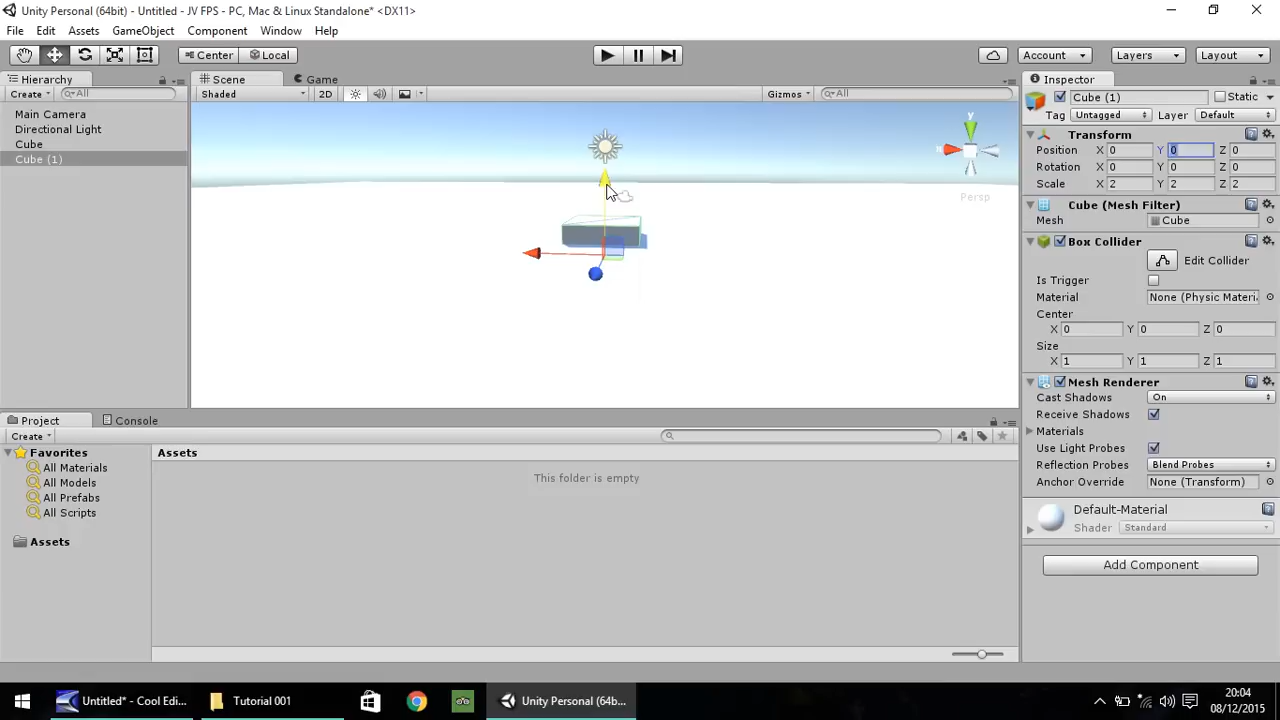 Unity Personal (64bit) - Untitled - JV FPS - PC, Mac & Linux Standalone* <DX11>
File Edit Assets GameObject Component Window Help
Center Local Account Layers Layout
Hierarchy Scene Game Inspector
Create All Shaded 2D Gizmos All Cube (1) Static
Main Camera
Tag Untagged Layer Default
Directional Light
Cube
Cube (1)
y
x
Persp
Transform
Position X 0 Y 0 Z 0
Rotation X 0 Y 0 Z 0
Scale X 2 Y 2 Z 2
Cube (Mesh Filter)
Mesh Cube
Box Collider
Edit Collider
Is Trigger
Material None (Physic Materi
Center
X 0 Y 0 Z 0
Size
X 1 Y 1 Z 1
Mesh Renderer
Cast Shadows On
Receive Shadows
Materials
Use Light Probes
Reflection Probes Blend Probes
Anchor Override None (Transform)
Default-Material
Shader Standard
Add Component
Project Console
Create
Favorites
All Materials
All Models
All Prefabs
All Scripts
Assets
Assets
This folder is empty
Untitled* - Cool Edi... Tutorial 001 Unity Personal (64b... 20:04
08/12/2015